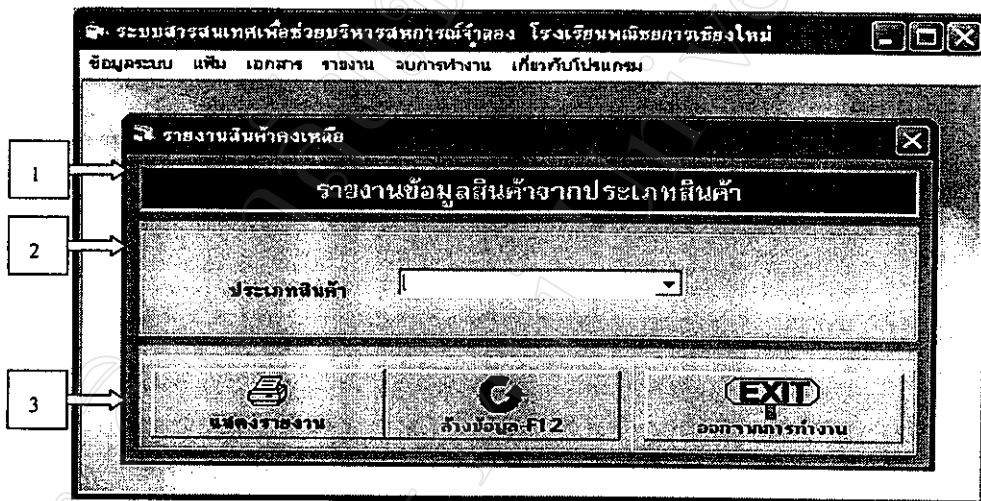 ระบบสารสนเทศเพื่อช่วยบริหารสหการณ์จำลอง โรงเรียนพณิชยการเชียงใหม่
ข้อมูลระบบ แฟ้ม เอกสาร รายงาน จบการทำงาน เกี่ยวกับโปรแกรม
รายงานสินค้าคงเหลือ
1
รายงานข้อมูลสินค้าจากประเภทสินค้า
2
ประเภทสินค้า
3
EXIT
แสดงรายงาน ล้างข้อมูล-F12 ออกจากการทำงาน